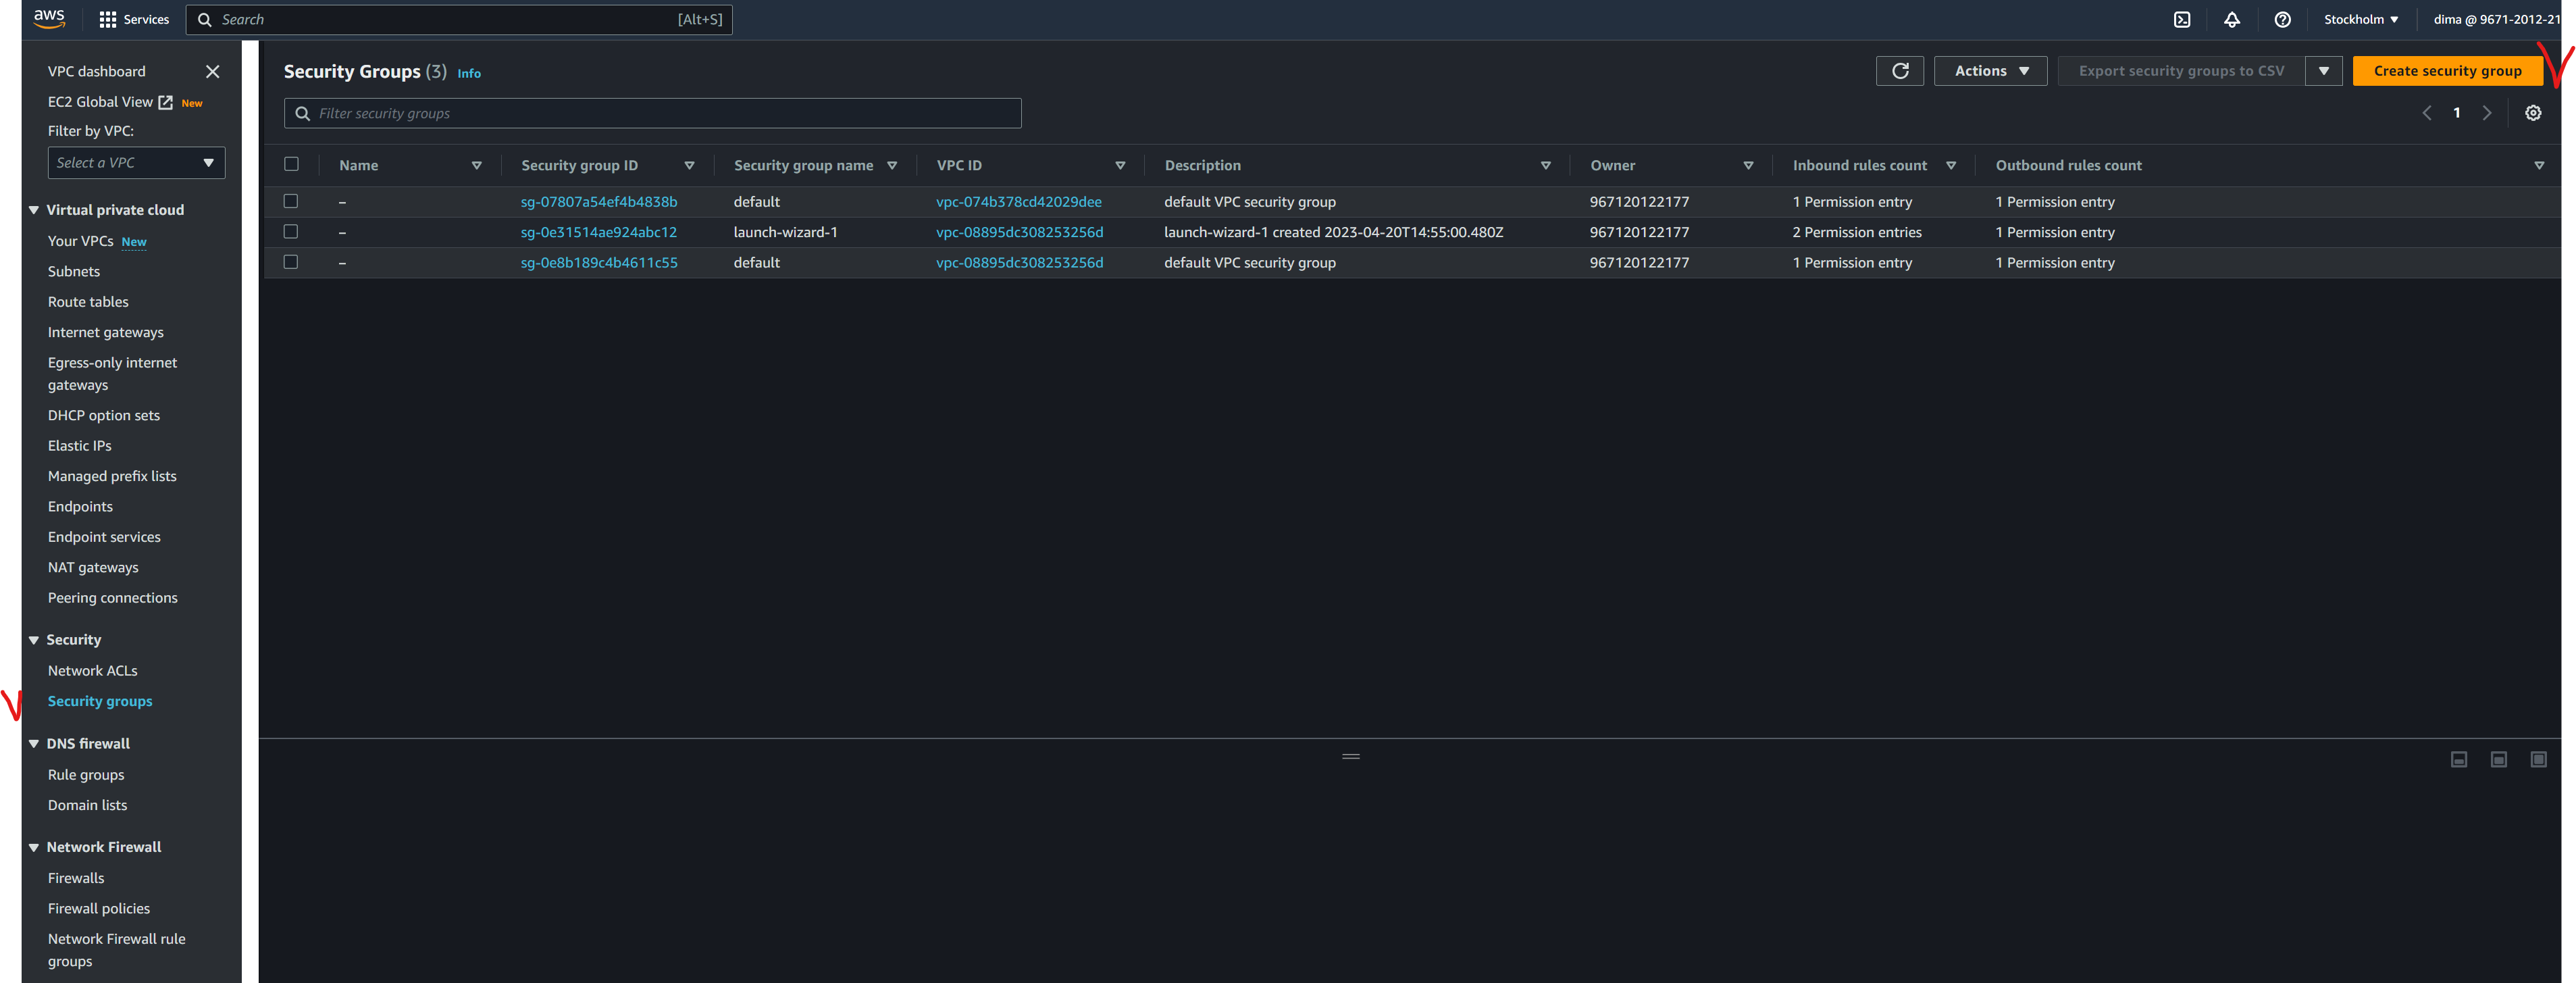 aws Services Search [Alt+S] Stockholm dima @ 9671-2012-21
VPC dashboard
EC2 Global View New
Filter by VPC:
Select a VPC
Virtual private cloud
Your VPCs New
Subnets
Route tables
Internet gateways
Egress-only internet
gateways
DHCP option sets
Elastic IPs
Managed prefix lists
Endpoints
Endpoint services
NAT gateways
Peering connections
Security
Network ACLs
Security groups
DNS firewall
Rule groups
Domain lists
Network Firewall
Firewalls
Firewall policies
Network Firewall rule
groups
Security Groups (3) Info
Actions Export security groups to CSV Create security group
Filter security groups
1
Name Security group ID Security group name VPC ID Description Owner Inbound rules count Outbound rules count
– sg-07807a54ef4b4838b default vpc-074b378cd42029dee default VPC security group 967120122177 1 Permission entry 1 Permission entry
– sg-0e31514ae924abc12 launch-wizard-1 vpc-08895dc308253256d launch-wizard-1 created 2023-04-20T14:55:00.480Z 967120122177 2 Permission entries 1 Permission entry
– sg-0e8b189c4b4611c55 default vpc-08895dc308253256d default VPC security group 967120122177 1 Permission entry 1 Permission entry